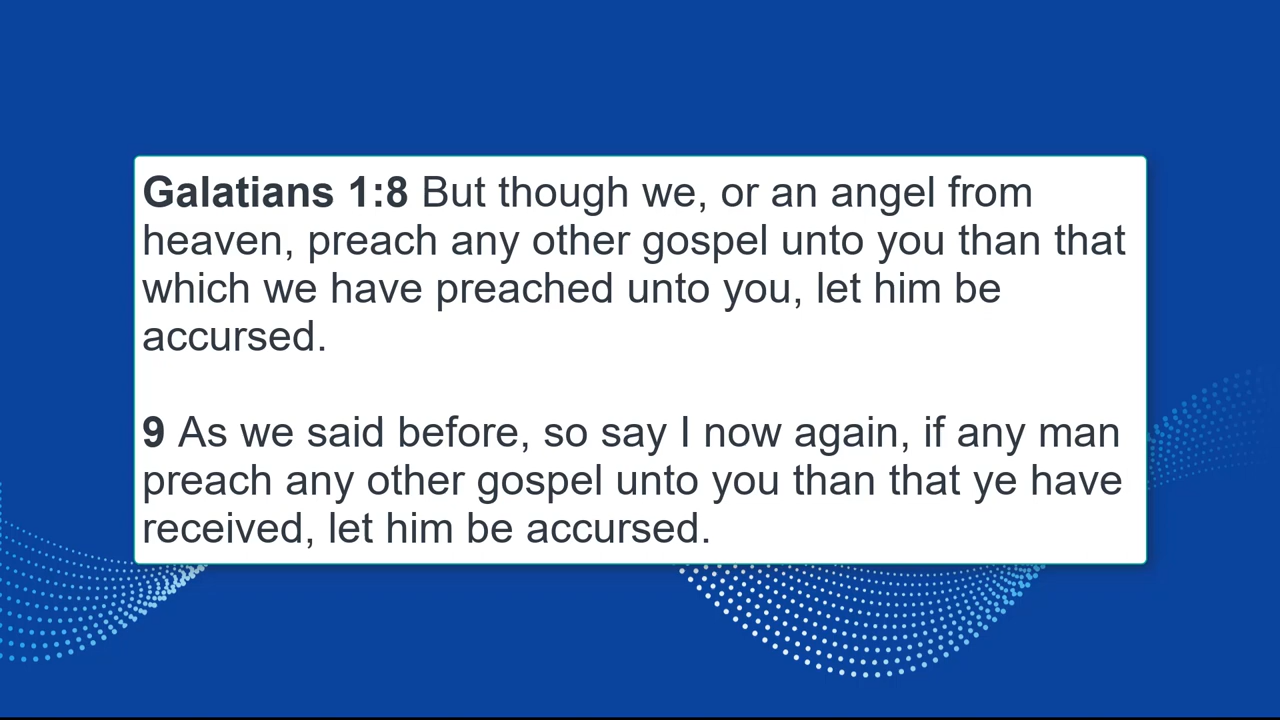 Galatians 1:8 But though we, or an angel from
heaven, preach any other gospel unto you than that
which we have preached unto you, let him be
accursed.
9 As we said before, so say I now again, if any man
preach any other gospel unto you than that ye have
received, let him be accursed.